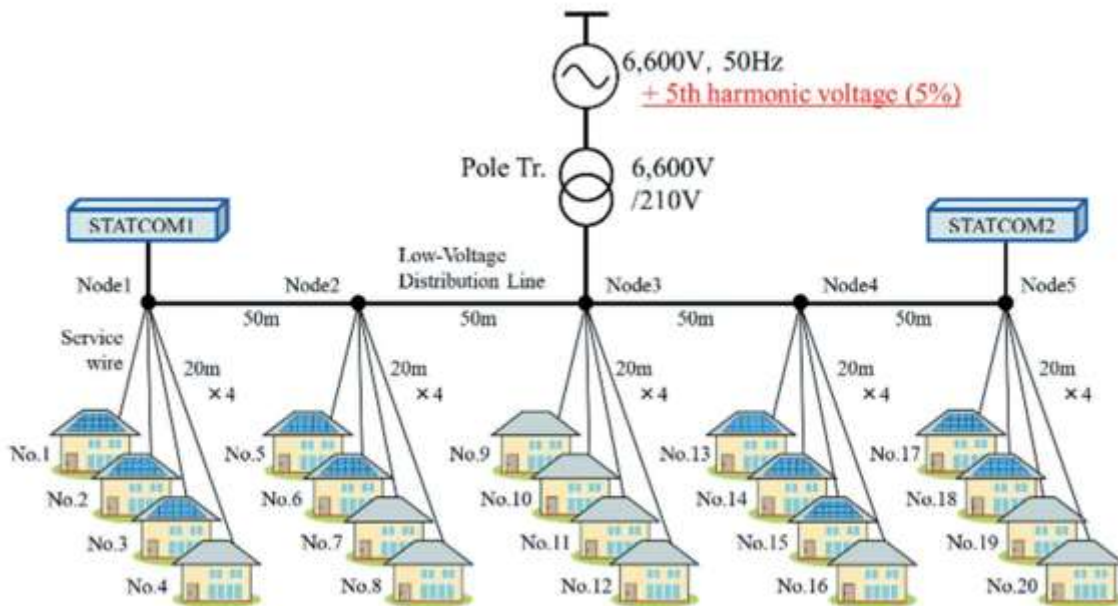 6,600V, 50Hz
+ 5th harmonic voltage (5%)
Pole Tr.
6,600V
/210V
STATCOM1
STATCOM2
Low-Voltage
Distribution Line
Node1
Node2
Node3
Node4
Node5
50m
50m
50m
50m
Service
wire
20m
×4
20m
×4
20m
×4
20m
×4
20m
×4
No.1
No.2
No.3
No.4
No.5
No.6
No.7
No.8
No.9
No.10
No.11
No.12
No.13
No.14
No.15
No.16
No.17
No.18
No.19
No.20